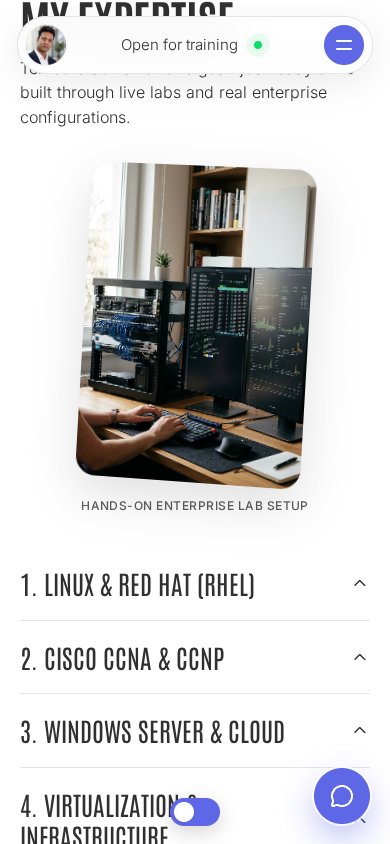 MY EXPERTISE
Open for training
built through live labs and real enterprise
configurations.
HANDS-ON ENTERPRISE LAB SETUP
1. LINUX & RED HAT (RHEL)
2. CISCO CCNA & CCNP
3. WINDOWS SERVER & CLOUD
4. VIRTUALIZATION &
INFRASTRUCTURE